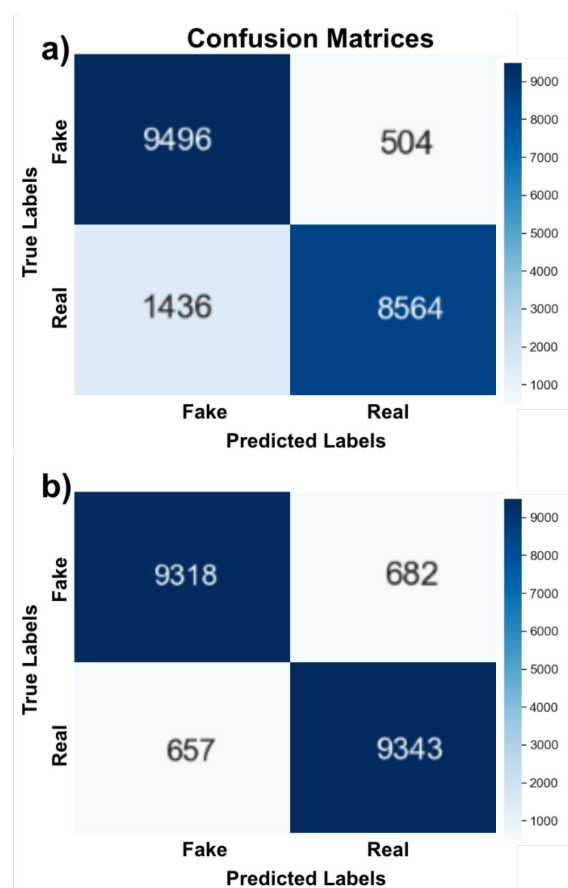 a)
Confusion Matrices
True Labels
Fake
9496
504
Real
1436
8564
Fake
Real
Predicted Labels
9000
8000
7000
6000
5000
4000
3000
2000
1000
b)
True Labels
Fake
9318
682
Real
657
9343
Fake
Real
Predicted Labels
9000
8000
7000
6000
5000
4000
3000
2000
1000